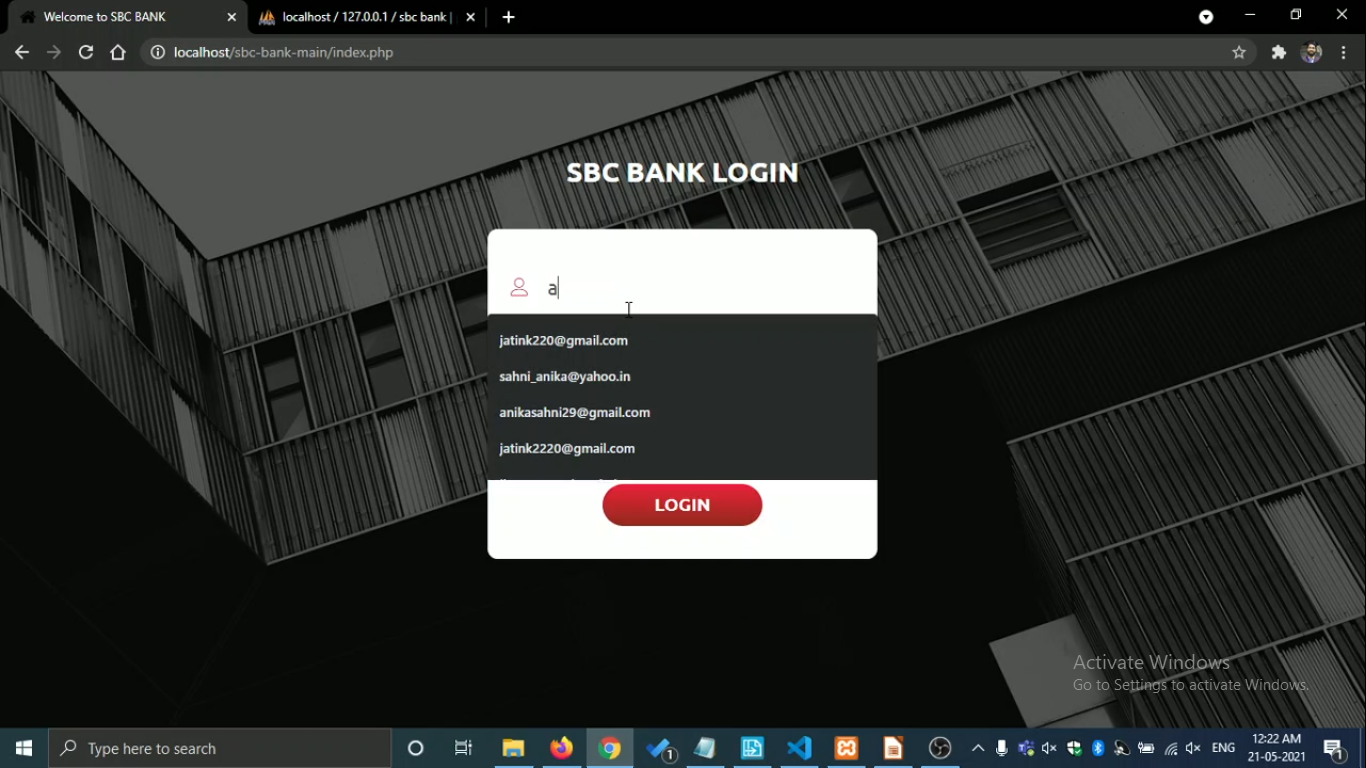 Welcome to SBC BANK
localhost / 127.0.0.1 / sbc bank |
localhost/sbc-bank-main/index.php
SBC BANK LOGIN
a
jatink220@gmail.com
sahni_anika@yahoo.in
anikasahni29@gmail.com
jatink2220@gmail.com
LOGIN
Activate Windows
Go to Settings to activate Windows.
Type here to search
1
ENG
12:22 AM
21-05-2021
1